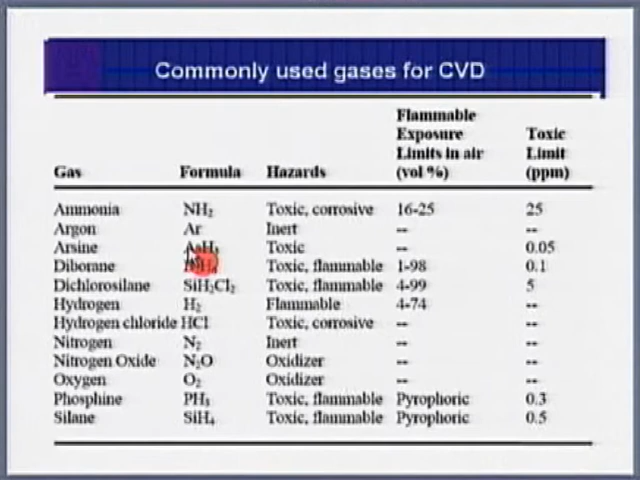 Commonly used gases for CVD
Flammable
Exposure Toxic
Limits in air Limit
Gas Formula Hazards (vol %) (ppm)
Ammonia NH₂ Toxic, corrosive 16-25 25
Argon Ar Inert -- --
Arsine AsH₃ Toxic -- 0.05
Diborane Toxic, flammable 1-98 0.1
Dichlorosilane SiH₂Cl₂ Toxic, flammable 4-99 5
Hydrogen H₂ Flammable 4-74 --
Hydrogen chloride HCl Toxic, corrosive -- --
Nitrogen N₂ Inert -- --
Nitrogen Oxide N₂O Oxidizer -- --
Oxygen O₂ Oxidizer -- --
Phosphine PH₃ Toxic, flammable Pyrophoric 0.3
Silane SiH₄ Toxic, flammable Pyrophoric 0.5